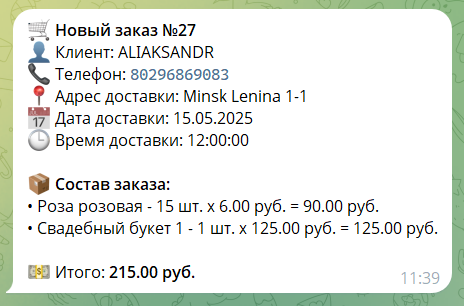 🛒 Новый заказ №27
👤 Клиент: ALIAKSANDR
📞 Телефон: 80296869083
📍 Адрес доставки: Minsk Lenina 1-1
📅 Дата доставки: 15.05.2025
🕒 Время доставки: 12:00:00
📦 Состав заказа:
• Роза розовая - 15 шт. x 6.00 руб. = 90.00 руб.
• Свадебный букет 1 - 1 шт. x 125.00 руб. = 125.00 руб.
💵 Итого: 215.00 руб.
11:39